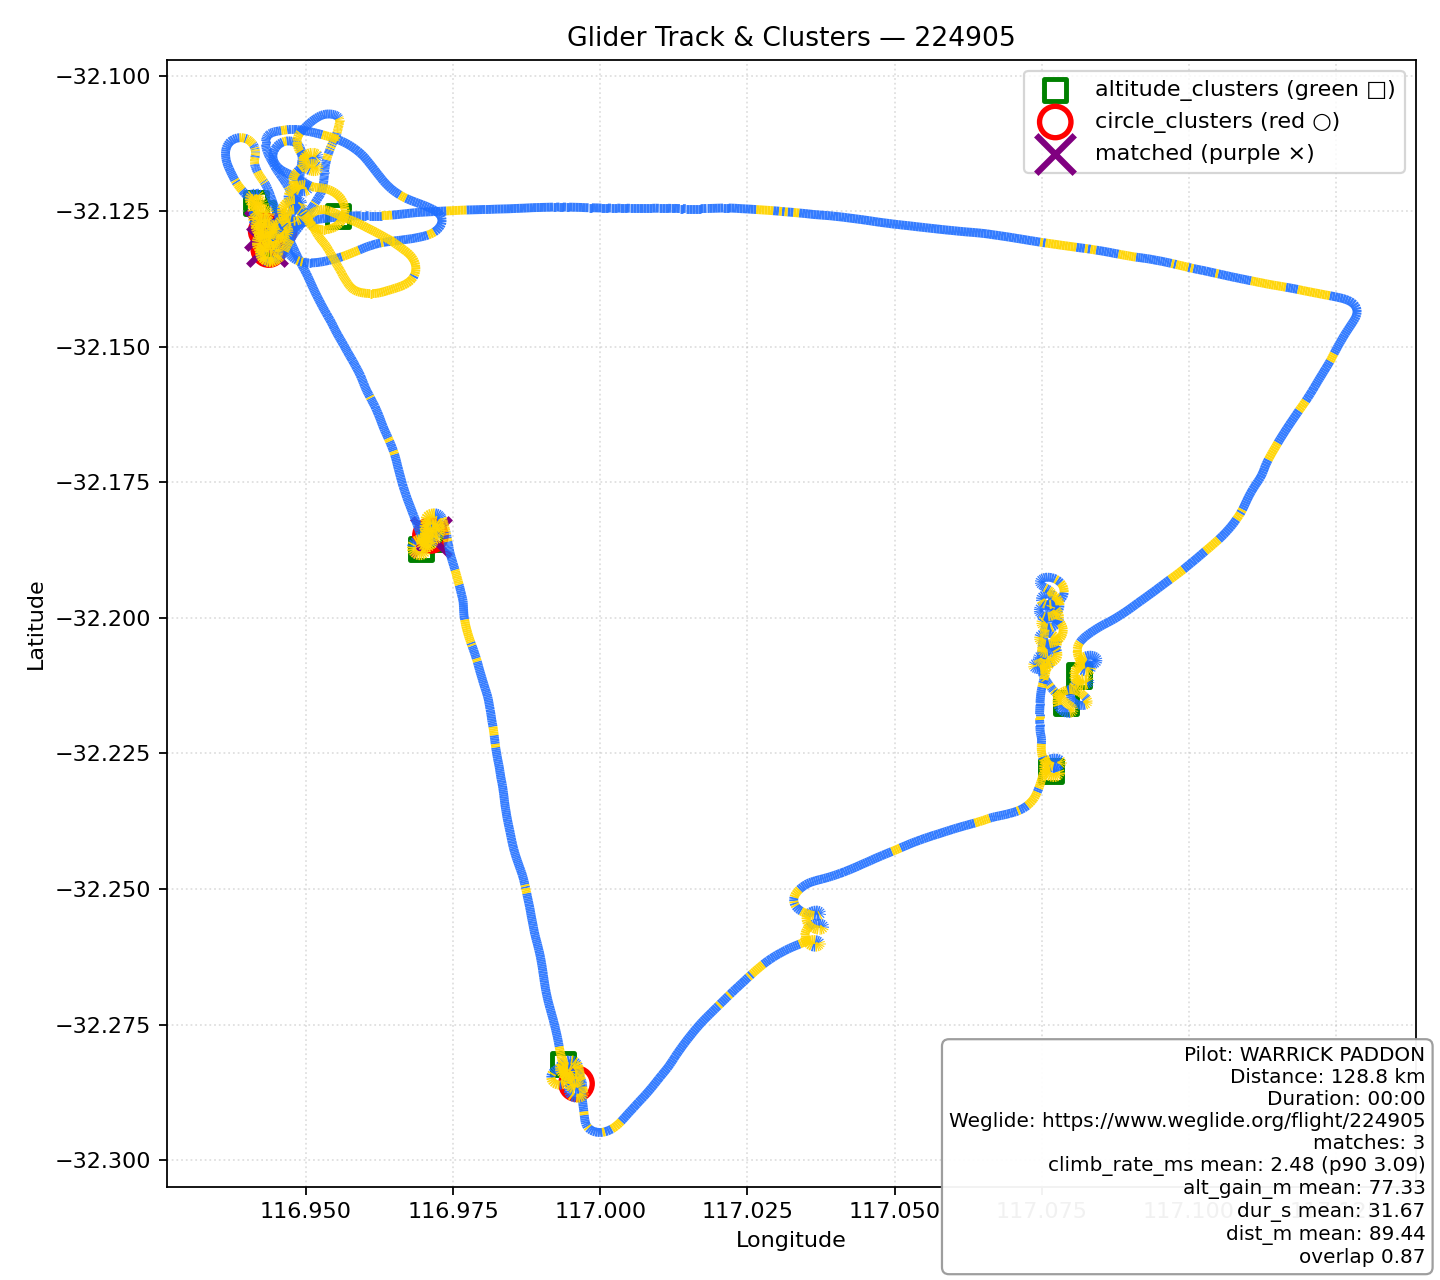 Glider Track & Clusters — 224905
altitude_clusters (green □)
circle_clusters (red ○)
matched (purple ×)
Latitude
−32.100
−32.125
−32.150
−32.175
−32.200
−32.225
−32.250
−32.275
−32.300
Pilot: WARRICK PADDON
Distance: 128.8 km
Duration: 00:00
Weglide: https://www.weglide.org/flight/224905
matches: 3
climb_rate_ms mean: 2.48 (p90 3.09)
alt_gain_m mean: 77.33
dur_s mean: 31.67
dist_m mean: 89.44
overlap 0.87
116.950 116.975 117.000 117.025 117.050 117.075 117.100
Longitude